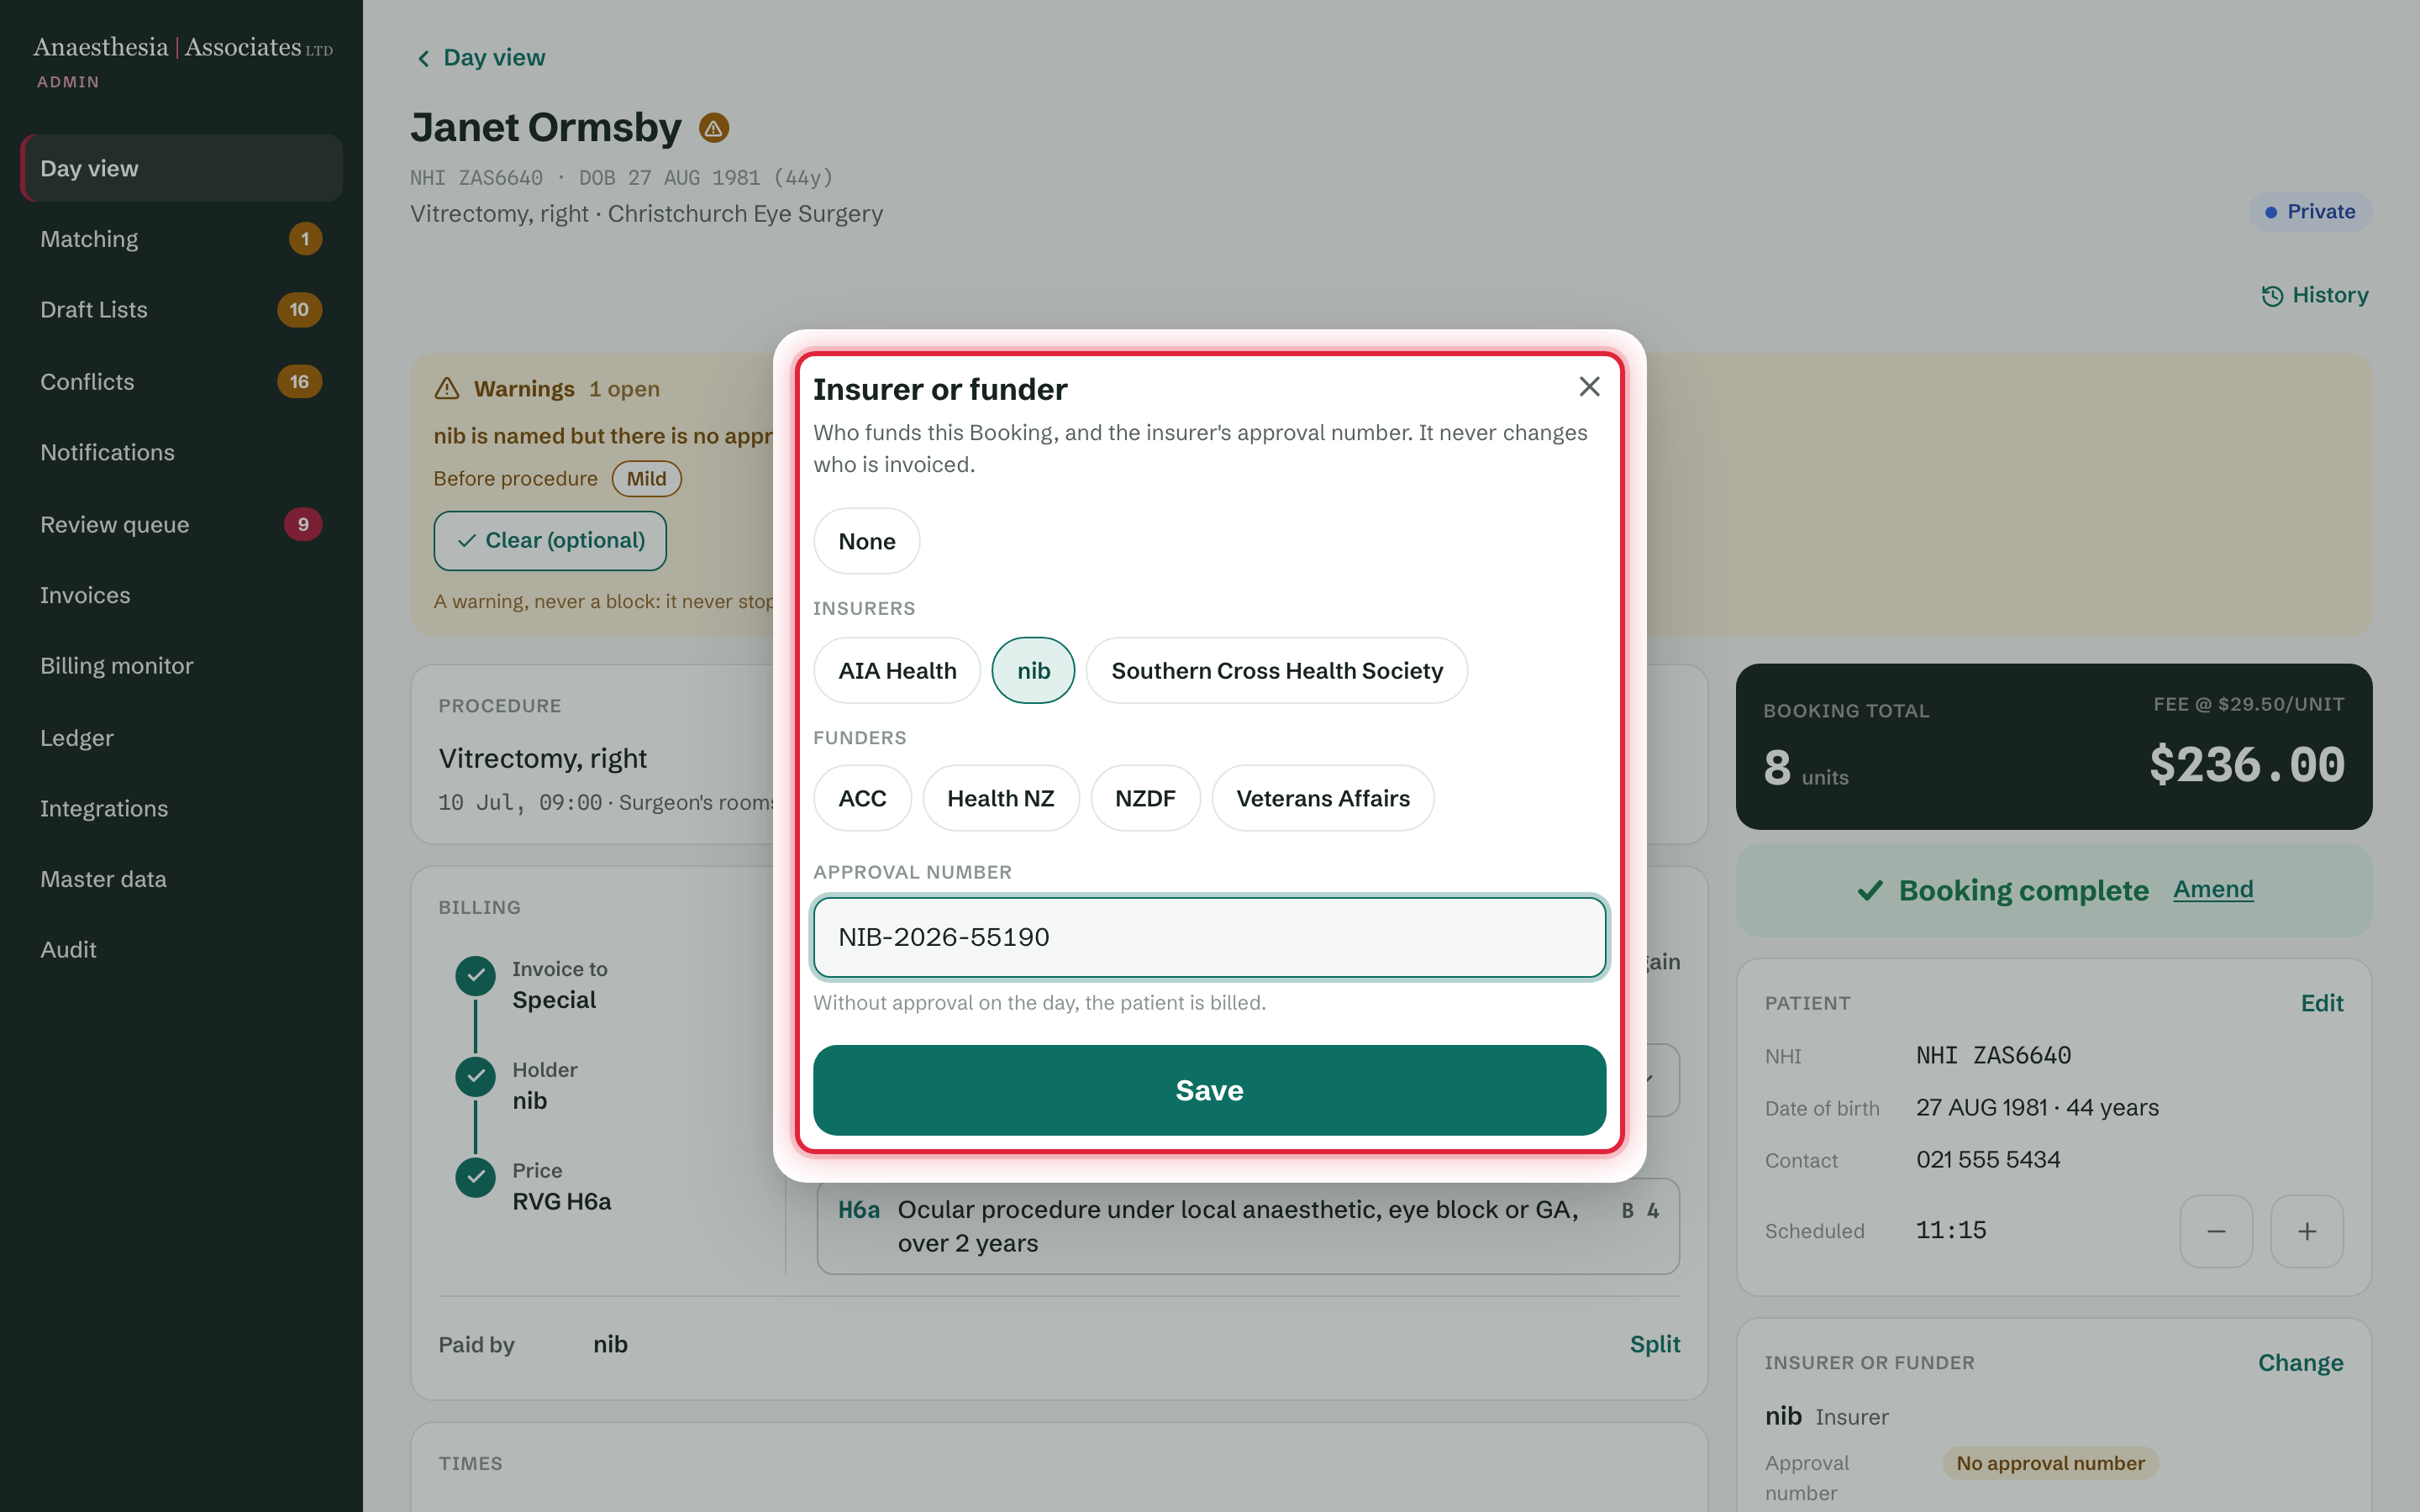 Anaesthesia | Associates LTD
ADMIN
Day view
Matching 1
Draft Lists 10
Conflicts 16
Notifications
Review queue 9
Invoices
Billing monitor
Ledger
Integrations
Master data
Audit
Day view
Janet Ormsby
NHI ZAS6640 · DOB 27 AUG 1981 (44y)
Vitrectomy, right · Christchurch Eye Surgery
Private
History
Warnings 1 open
nib is named but there is no
Before procedure Mild
Clear (optional)
A warning, never a block: it never
Insurer or funder
Who funds this Booking, and the insurer's approval number. It never changes
who is invoiced.
None
INSURERS
AIA Health nib Southern Cross Health Society
FUNDERS
ACC Health NZ NZDF Veterans Affairs
APPROVAL NUMBER
NIB-2026-55190
Without approval on the day, the patient is billed.
Save
PROCEDURE
Vitrectomy, right
10 Jul, 09:00 · Surgeon's rooms
BILLING
Invoice to
Special
Holder
nib
Price
RVG H6a
H6a Ocular procedure under local anaesthetic, eye block or GA, B 4
over 2 years
Paid by nib Split
TIMES
BOOKING TOTAL FEE @ $29.50/UNIT
8 units $236.00
Booking complete Amend
PATIENT Edit
NHI NHI ZAS6640
Date of birth 27 AUG 1981 · 44 years
Contact 021 555 5434
Scheduled 11:15 − +
INSURER OR FUNDER Change
nib Insurer
Approval No approval number
number